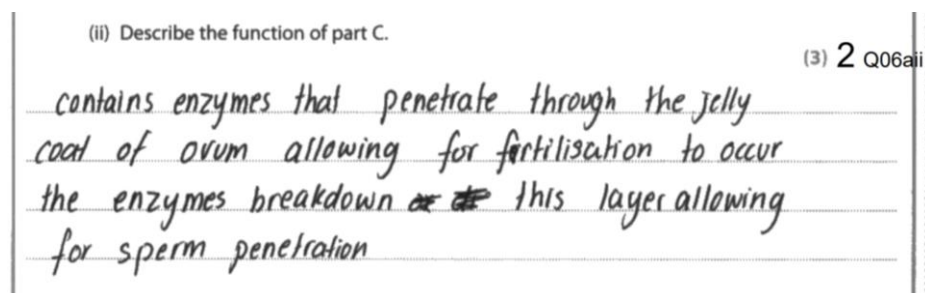 (ii) Describe the function of part C.
(3) 2 Q06aii
contains enzymes that penetrate through the jelly
coat of ovum allowing for fertilisation to occur
the enzymes breakdown this layer allowing
for sperm penetration